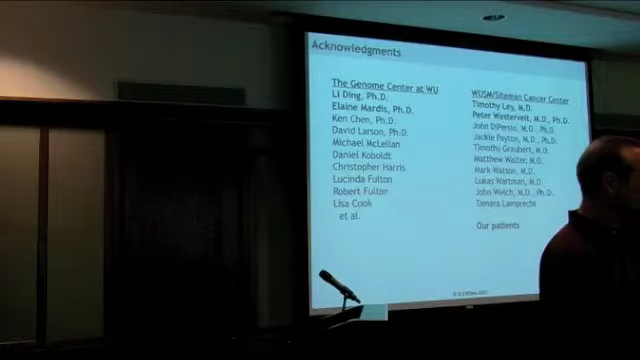 Acknowledgments
The Genome Center at WU
Li Ding, Ph.D.
Elaine Mardis, Ph.D.
Ken Chen, Ph.D.
David Larson, Ph.D.
Michael McLellan
Daniel Koboldt
Christopher Harris
Lucinda Fulton
Robert Fulton
Lisa Cook
et al.
WUSM/Siteman Cancer Center
Timothy Ley, M.D.
Peter Westervelt, M.D., Ph.D.
John DiPersio, M.D., Ph.D.
Jackie Payton, M.D., Ph.D.
Timothy Graubert, M.D.
Matthew Walter, M.D.
Mark Watson, M.D.
Lukas Wartman, M.D.
John Welch, M.D., Ph.D.
Tamara Lamprecht
Our patients